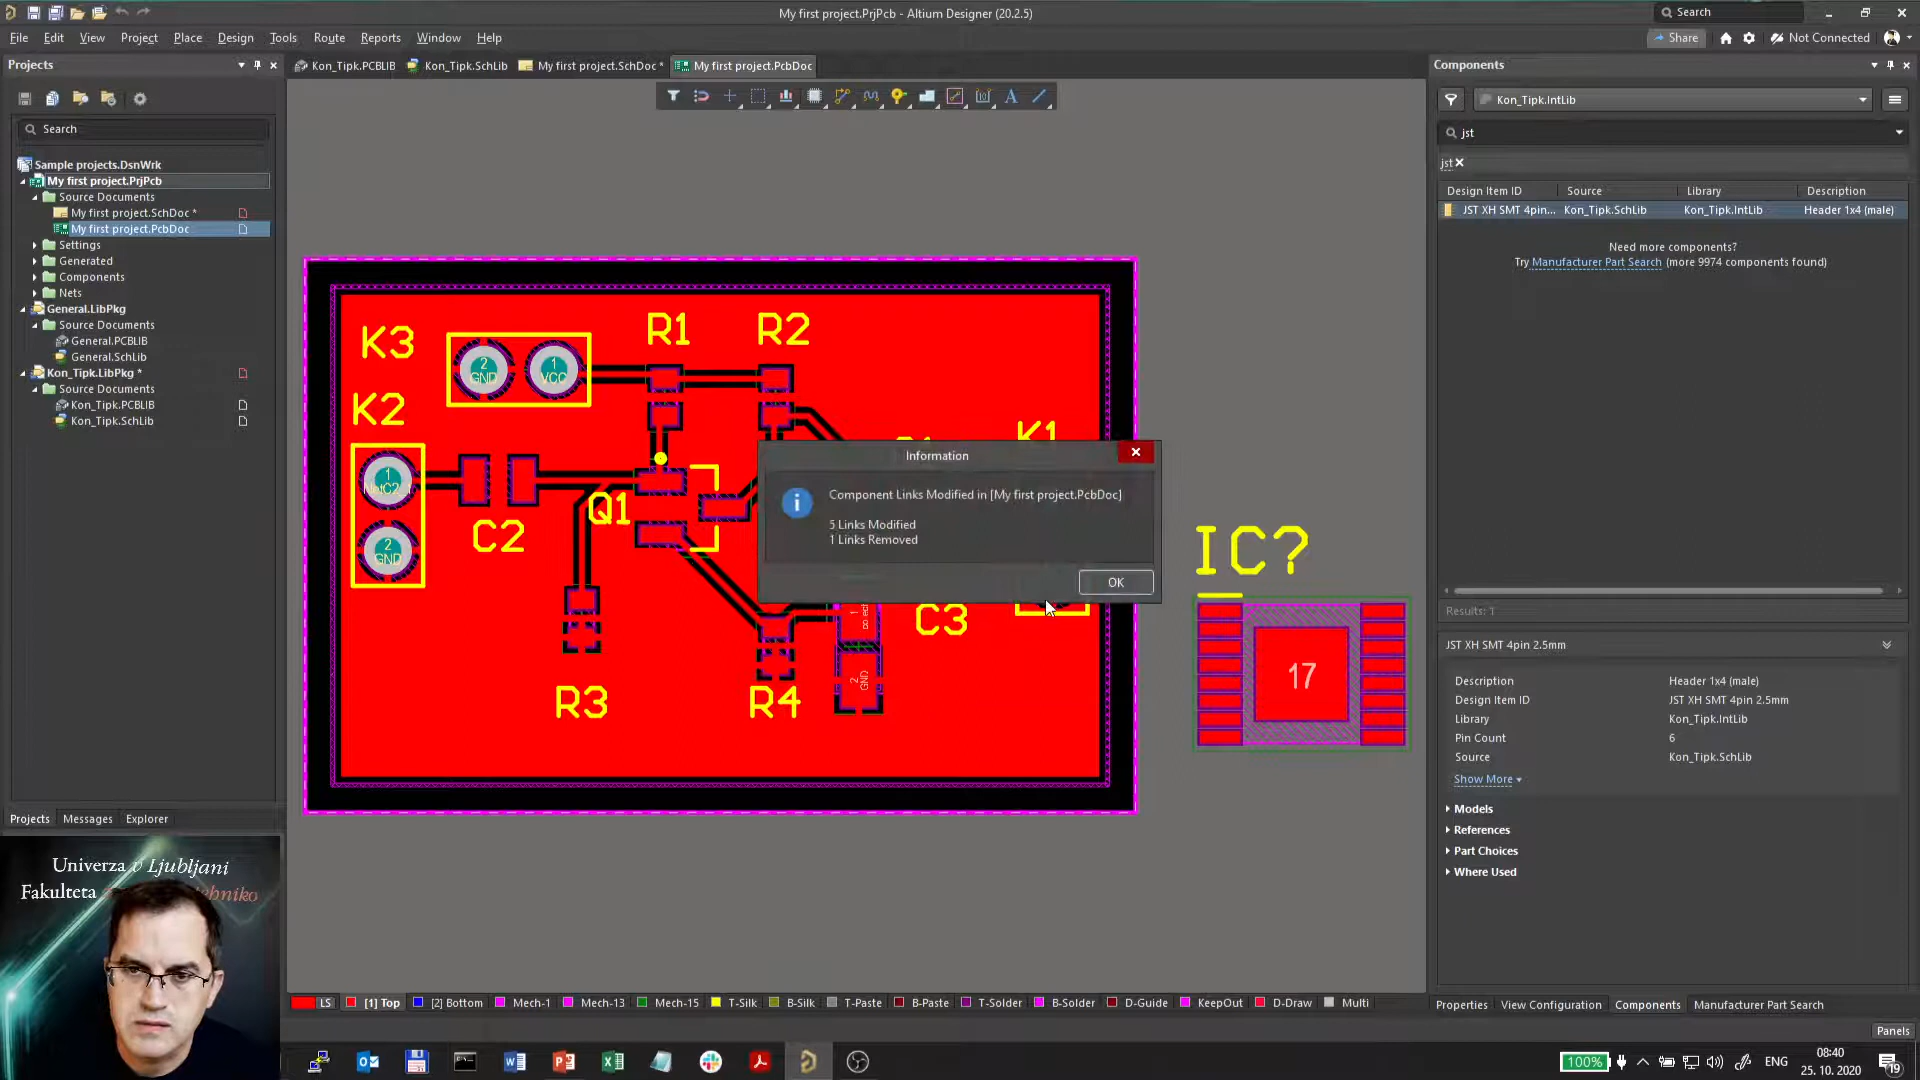 My first project.PrjPcb - Altium Designer (20.2.5)
Search
File Edit View Project Place Design Tools Route Reports Window Help
Share
Not Connected
Projects
Kon_Tipk.PCBLIB
Kon_Tipk.SchLib
My first project.SchDoc *
My first project.PcbDoc
Components
Kon_Tipk.IntLib
Search
jst
jst
Sample projects.DsnWrk
My first project.PrjPcb
Source Documents
My first project.SchDoc *
My first project.PcbDoc
Settings
Generated
Components
Nets
General.LibPkg
Source Documents
General.PCBLIB
General.SchLib
Kon_Tipk.LibPkg *
Source Documents
Kon_Tipk.PCBLIB
Kon_Tipk.SchLib
Design Item ID Source Library Description
JST XH SMT 4pin... Kon_Tipk.SchLib Kon_Tipk.IntLib Header 1x4 (male)
Need more components?
Try Manufacturer Part Search (more 9974 components found)
K3
R1
R2
2
GND
1
VCC
K2
K1
1
2
GND
C2
Q1
R3
R4
C3
1
2
GND
IC?
17
Information
Component Links Modified in [My first project.PcbDoc]
5 Links Modified
1 Links Removed
OK
Results: 1
JST XH SMT 4pin 2.5mm
Description Header 1x4 (male)
Design Item ID JST XH SMT 4pin 2.5mm
Library Kon_Tipk.IntLib
Pin Count 6
Source Kon_Tipk.SchLib
Show More
Models
References
Part Choices
Where Used
Projects Messages Explorer
Univerza v Ljubljani
Fakulteta
LS [1] Top [2] Bottom Mech-1 Mech-13 Mech-15 T-Silk B-Silk T-Paste B-Paste T-Solder B-Solder D-Guide KeepOut D-Draw Multi
Properties View Configuration Components Manufacturer Part Search
Panels
100%
ENG
08:40
25. 10. 2020
19